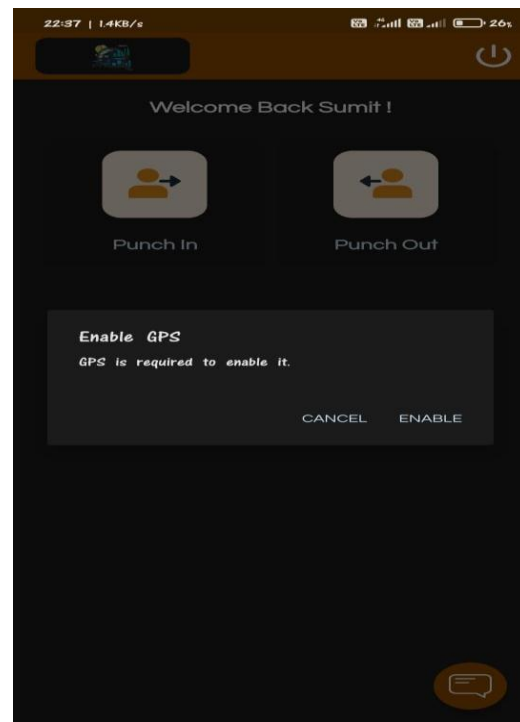 22:37 | 1.4KB/s 26%
Welcome Back Sumit !
Punch In Punch Out
Enable GPS
GPS is required to enable it.
CANCEL ENABLE